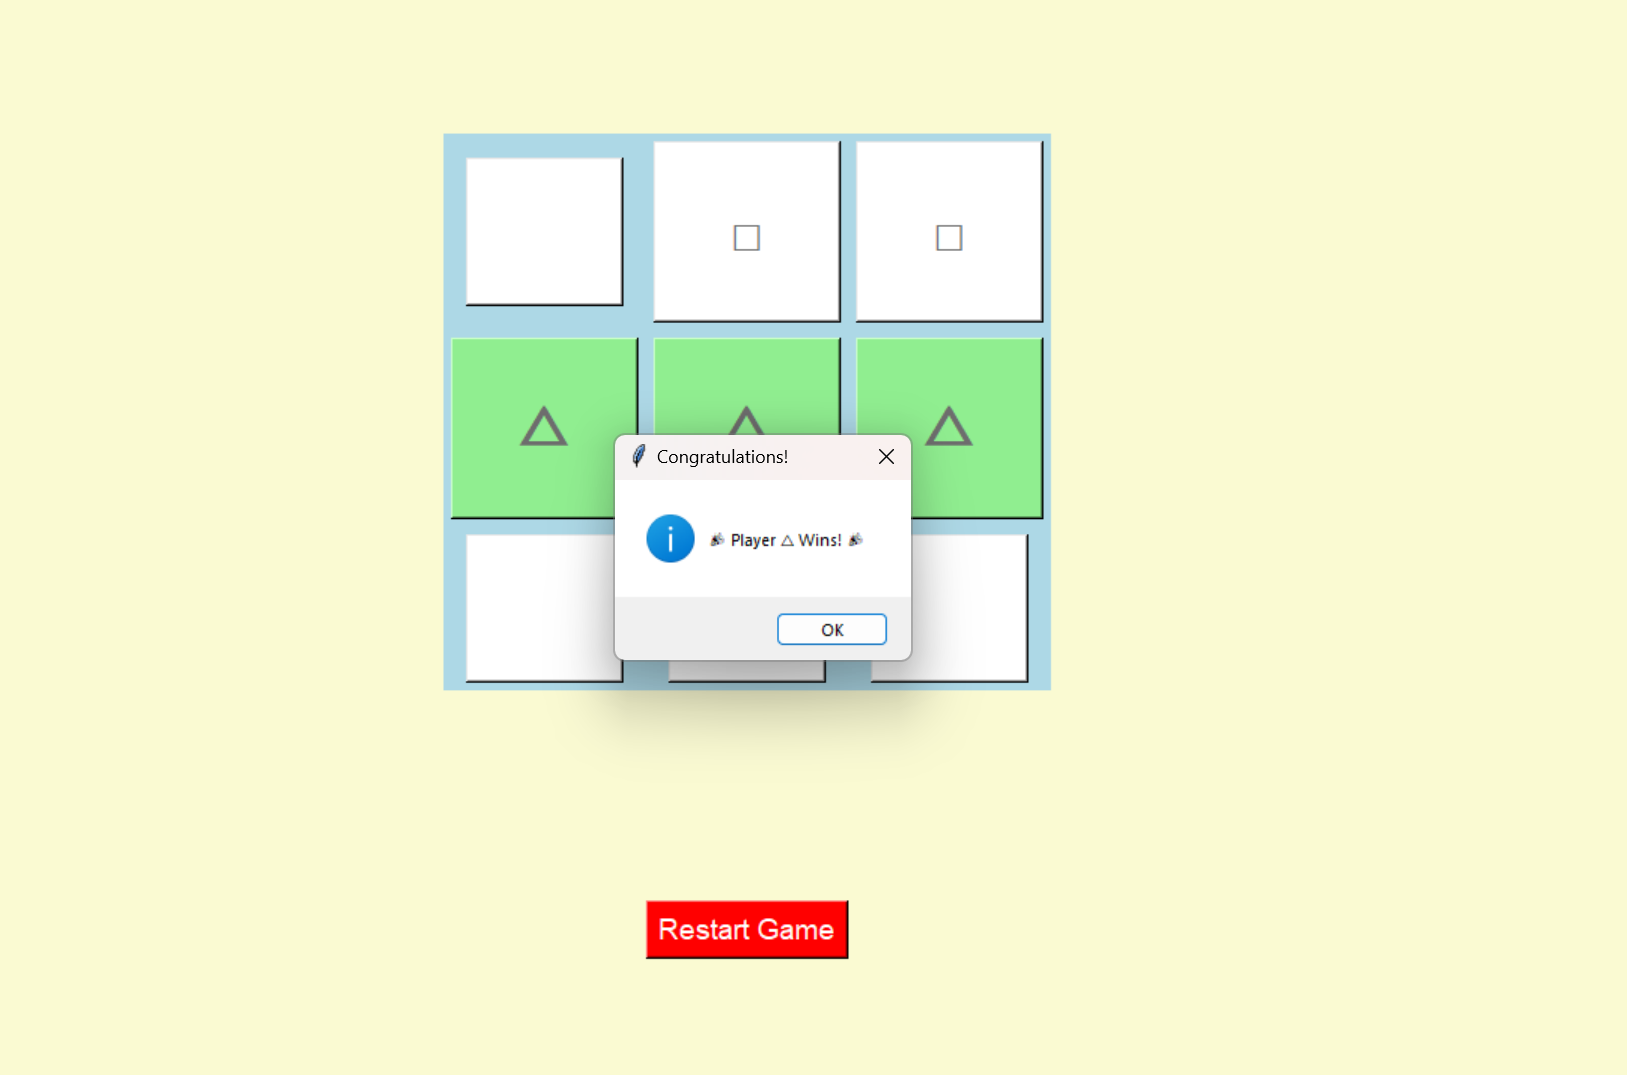 □ □
△ △ △
Congratulations!
🎉 Player △ Wins! 🎉
OK
Restart Game